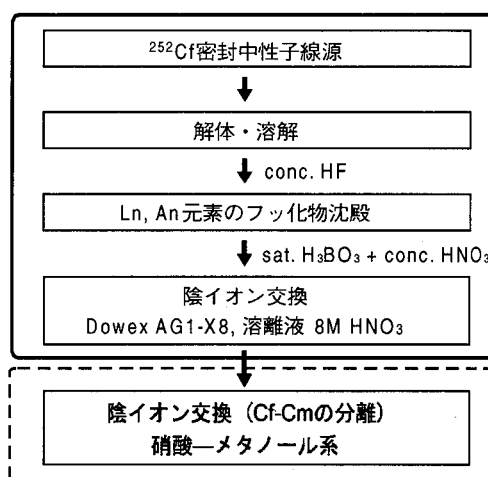 ²⁵²Cf密封中性子線源
解体・溶解
conc. HF
Ln, An元素のフッ化物沈殿
sat. H₃BO₃ + conc. HNO₃
陰イオン交換
Dowex AG1-X8, 溶離液 8M HNO₃
陰イオン交換（Cf-Cmの分離）
硝酸―メタノール系